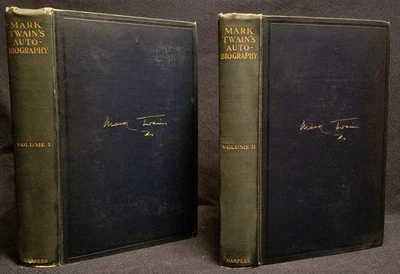 MARK
TWAIN'S
AUTO-
BIOGRAPHY
VOLUME I
HARPERS
Mark Twain
MARK
TWAIN'S
AUTO-
BIOGRAPHY
VOLUME II
HARPERS
Mark Twain